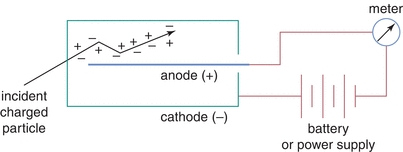 meter
anode (+)
incident
charged
particle
cathode (–)
battery
or power supply
+
–
–
+
+
–
+
+
–
+
–
+
–
+